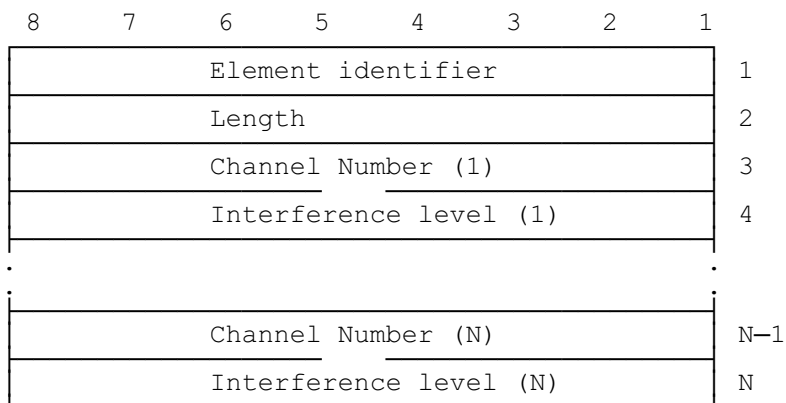 8 7 6 5 4 3 2 1
Element identifier 1
Length 2
Channel Number (1) 3
Interference level (1) 4
Channel Number (N) N—1
Interference level (N) N